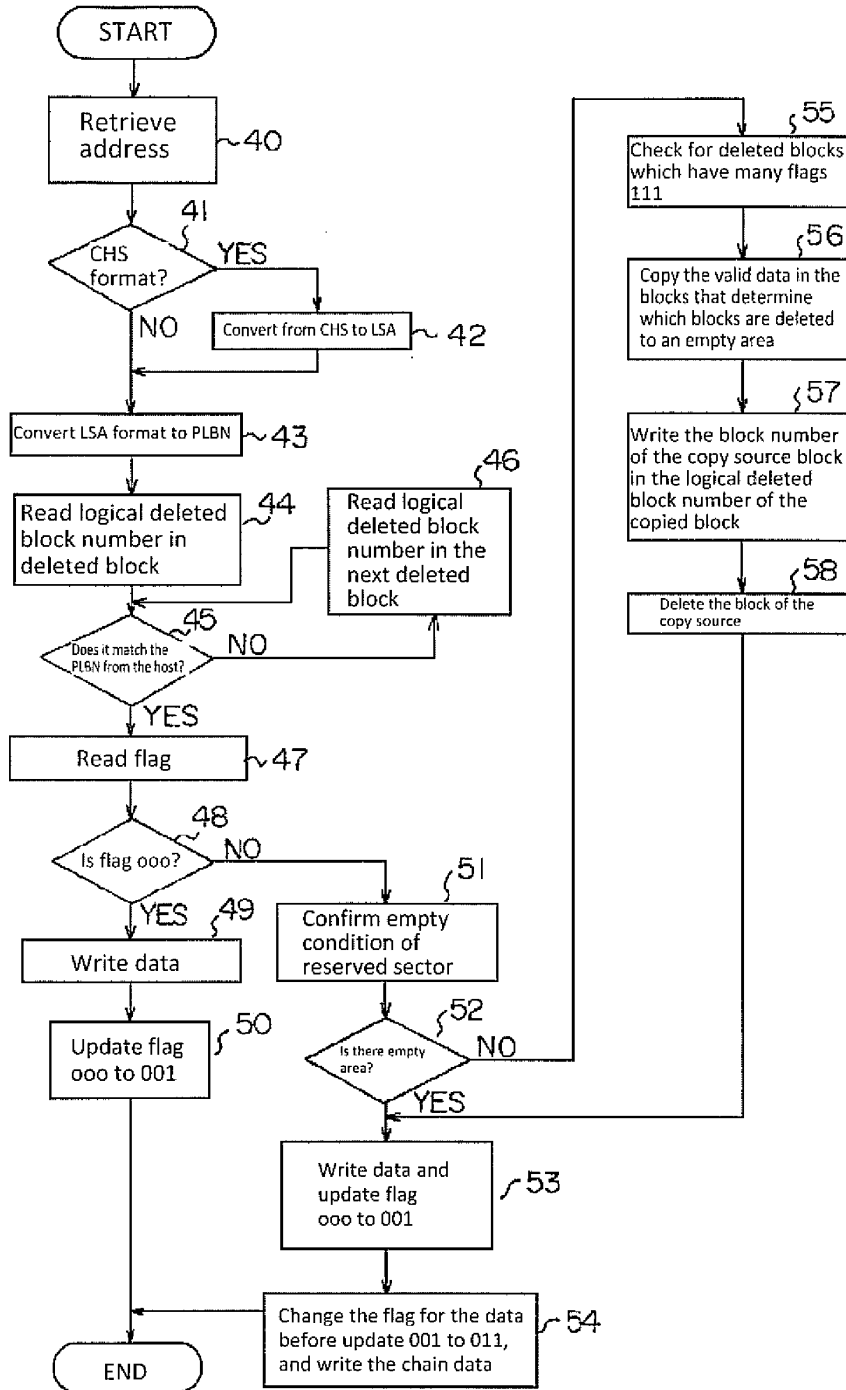 START
Retrieve
address
40
41
CHS
format?
YES
NO
Convert from CHS to LSA
42
Convert LSA format to PLBN
43
Read logical deleted
block number in
deleted block
44
46
Read logical
deleted block
number in the
next deleted
block
45
Does it match the
PLBN from the host?
NO
YES
Read flag
47
48
Is flag ooo?
NO
YES
49
Write data
50
Update flag
ooo to 001
51
Confirm empty
condition of
reserved sector
52
Is there empty
area?
NO
YES
Write data and
update flag
ooo to 001
53
Change the flag for the data
before update 001 to 011,
and write the chain data
54
END
55
Check for deleted blocks
which have many flags
111
56
Copy the valid data in the
blocks that determine
which blocks are deleted
to an empty area
57
Write the block number
of the copy source block
in the logical deleted
block number of the
copied block
58
Delete the block of the
copy source